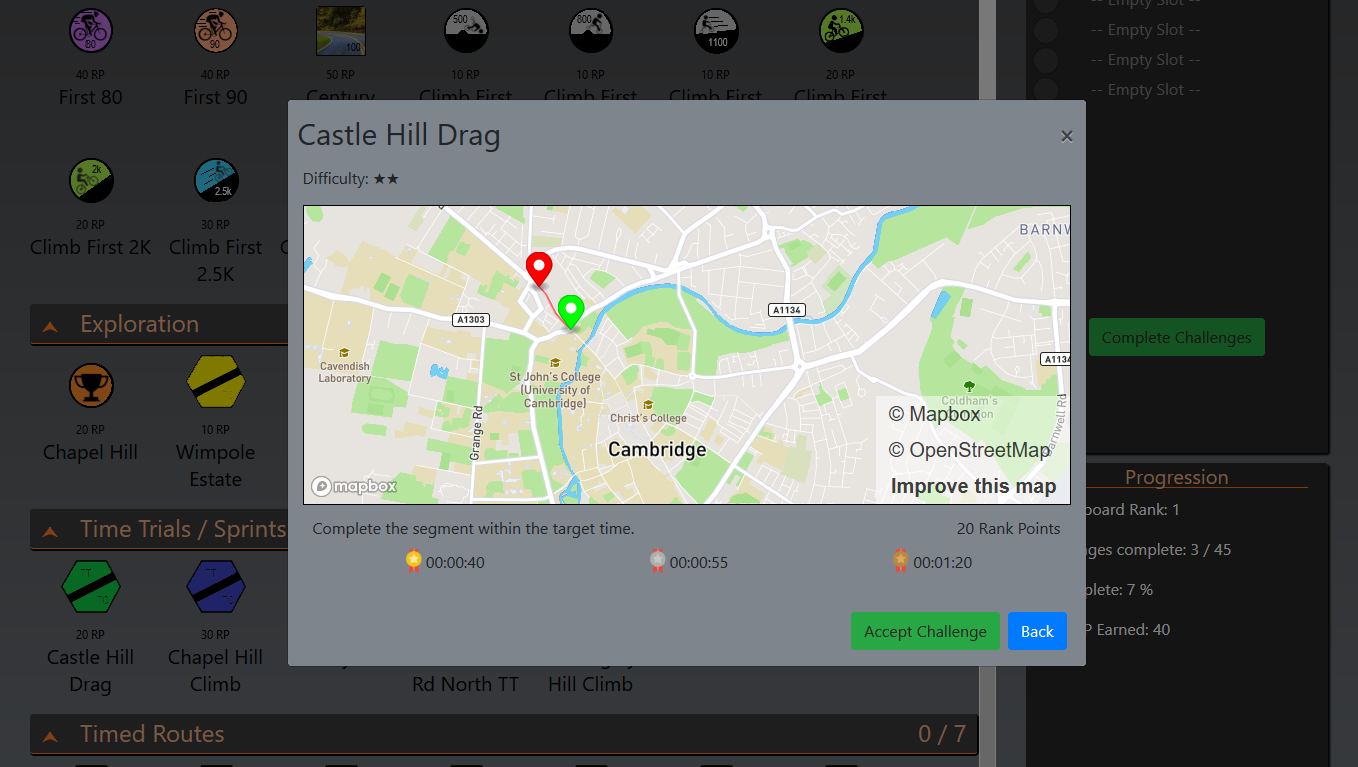 80
90
100
500
800
1100
1.4k
40 RP
40 RP
50 RP
10 RP
10 RP
10 RP
20 RP
First 80
First 90
Century
Climb First
Climb First
Climb First
Climb First
2k
2.5k
20 RP
30 RP
Climb First 2K
Climb First
2.5K
Exploration
20 RP
10 RP
Chapel Hill
Wimpole
Estate
Time Trials / Sprints
TT
TC
TT
20 RP
30 RP
Castle Hill
Drag
Chapel Hill
Climb
Rd North TT
Hill Climb
Timed Routes
0 / 7
Castle Hill Drag
×
Difficulty: ★★
BARNW
A1303
A1134
A1134
Cavendish
Laboratory
St John's College
(University of
Cambridge)
Christ's College
Grange Rd
Cambridge
Coldham's
Barnwell Rd
© Mapbox
© OpenStreetMap
Improve this map
mapbox
Complete the segment within the target time.
20 Rank Points
00:00:40
00:00:55
00:01:20
Accept Challenge
Back
-- Empty Slot --
-- Empty Slot --
-- Empty Slot --
-- Empty Slot --
Complete Challenges
Progression
board Rank: 1
ges complete: 3 / 45
plete: 7 %
P Earned: 40